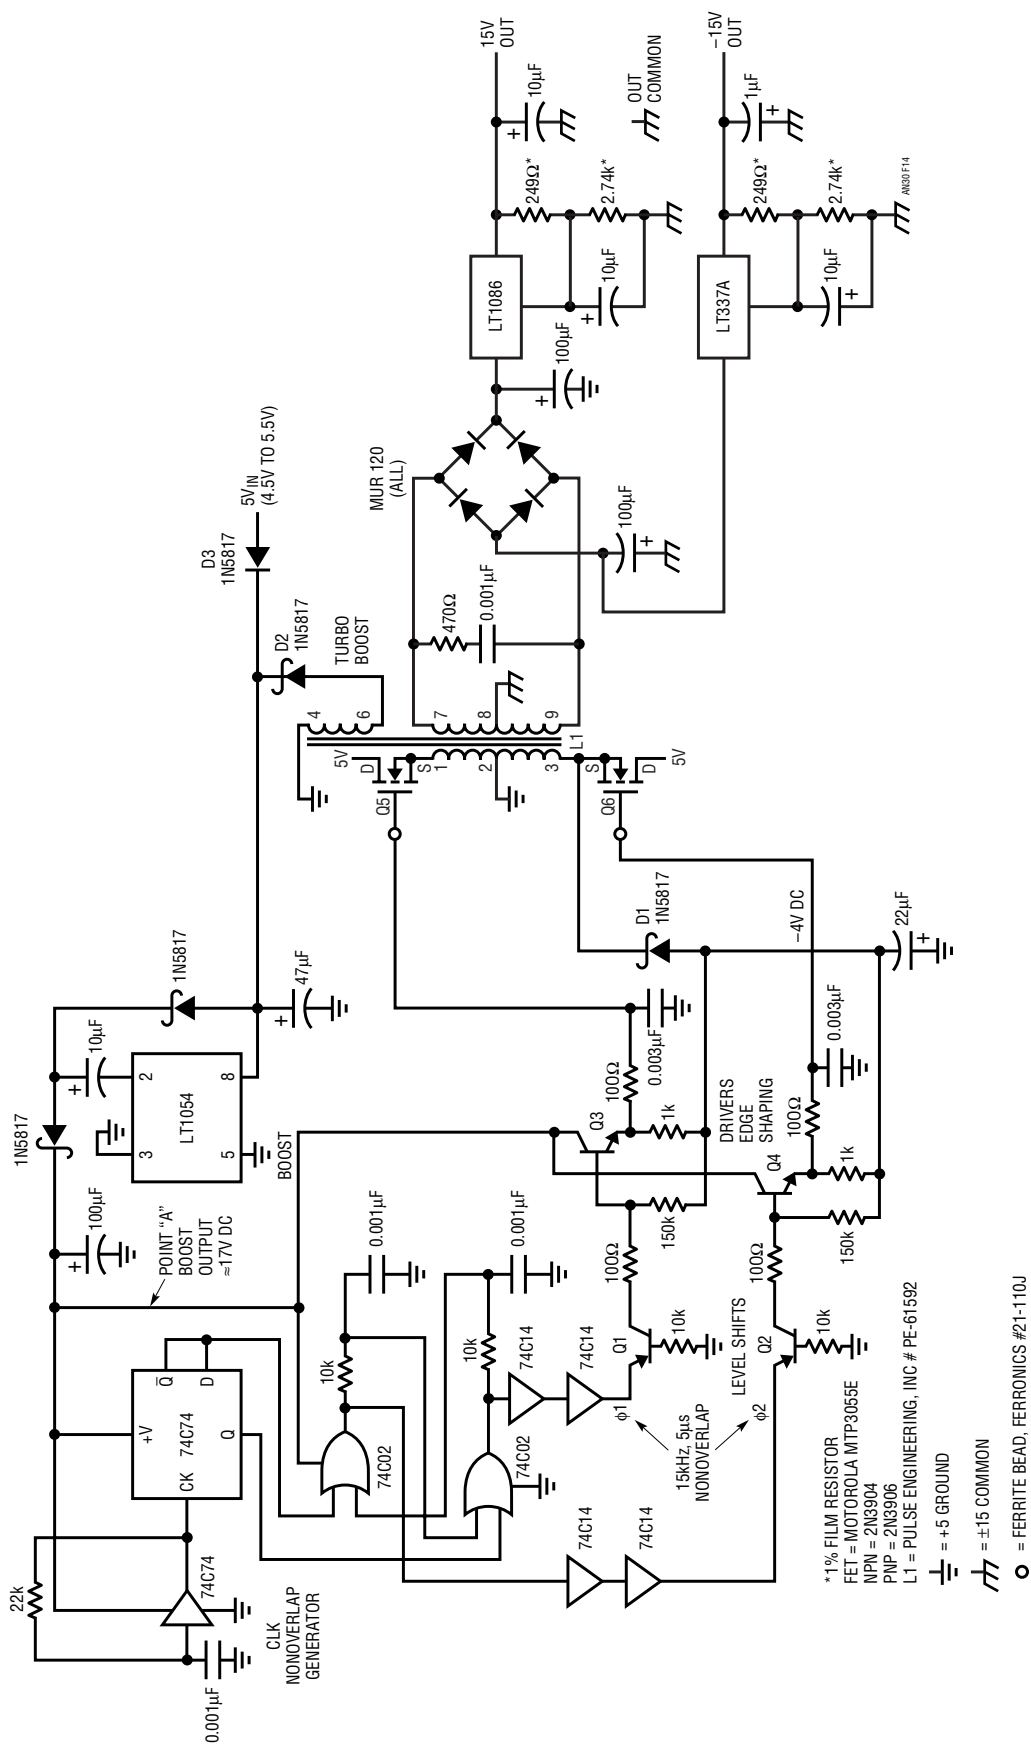 22k
0.001µF
CLK
NONOVERLAP
GENERATOR
74C74
+V
CK 74C74
Q
D
Q̅
POINT “A”
BOOST
OUTPUT
≈17V DC
100µF
1N5817
3
2
LT1054
5
8
BOOST
10µF
1N5817
47µF
D3
1N5817
5VIN
(4.5V TO 5.5V)
D2
1N5817
TURBO
BOOST
4
6
5V
D
S
Q5
1
2
3
7
8
9
L1
S
D
Q6
5V
470Ω
0.001µF
MUR 120
(ALL)
100µF
100µF
LT1086
10µF
249Ω*
2.74k*
10µF
15V
OUT
OUT
COMMON
LT337A
10µF
249Ω*
2.74k*
1µF
–15V
OUT
AN30 F14
10k
0.001µF
74C02
10k
0.001µF
74C02
74C14
74C14
74C14
74C14
ϕ1
15kHz, 5µs
NONOVERLAP
ϕ2
Q1
10k
LEVEL SHIFTS
Q2
10k
100Ω
150k
100Ω
150k
Q3
100Ω
1k
0.003µF
DRIVERS
EDGE
SHAPING
Q4
100Ω
1k
0.003µF
D1
1N5817
–4V DC
22µF
*1% FILM RESISTOR
FET = MOTOROLA MTP3055E
NPN = 2N3904
PNP = 2N3906
L1 = PULSE ENGINEERING, INC # PE-61592
= +5 GROUND
= ±15 COMMON
= FERRITE BEAD, FERRONICS #21-110J